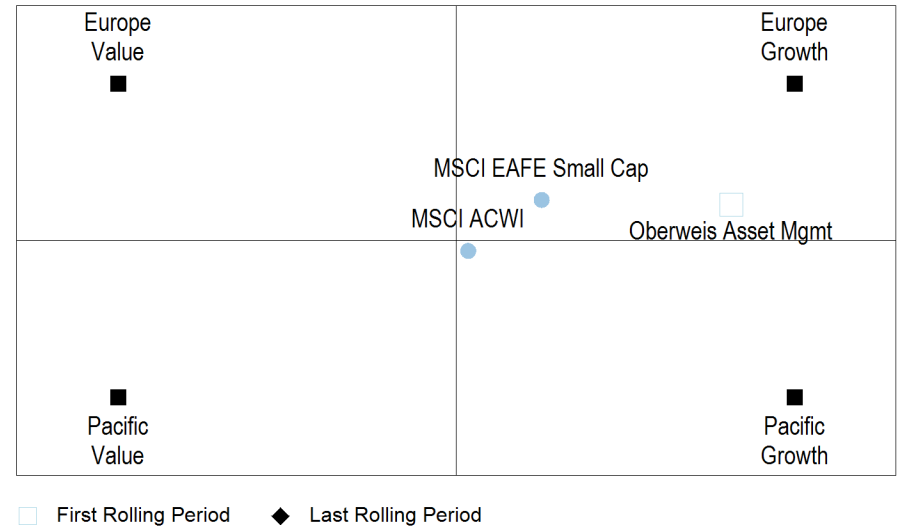 Europe
Value
Europe
Growth
MSCI EAFE Small Cap
MSCI ACWI
Oberweis Asset Mgmt
Pacific
Value
Pacific
Growth
First Rolling Period
Last Rolling Period